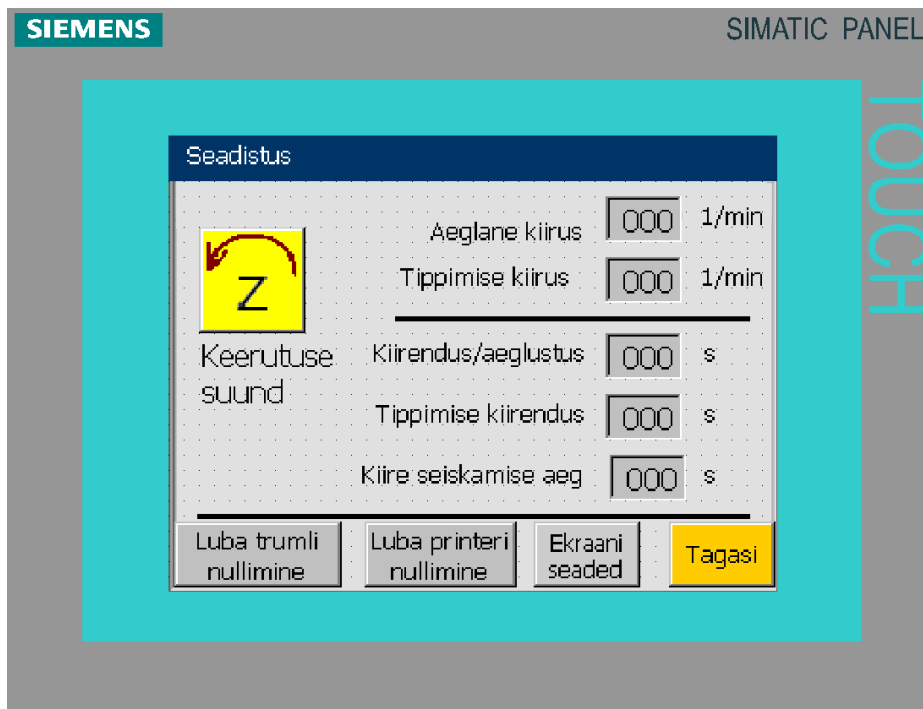 SIEMENS
SIMATIC PANEL
TOUCH
Seadistus
Aeglane kiirus 000 1/min
Tippimise kiirus 000 1/min
Z
Keerutuse
suund
Kiirendus/aeglustus 000 s
Tippimise kiirendus 000 s
Kiire seiskamise aeg 000 s
Luba trumli
nullimine
Luba printeri
nullimine
Ekraani
seaded
Tagasi